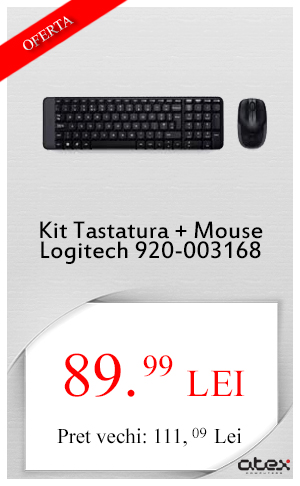 OFERTA
Kit Tastatura + Mouse
Logitech 920-003168
89.99 LEI
Pret vechi: 111,09 Lei
atex